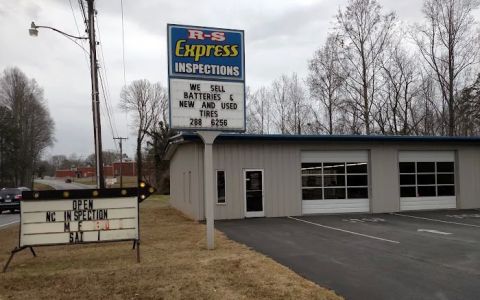 R-S
Express
INSPECTIONS
WE SELL
BATTERIES &
NEW AND USED
TIRES
288 6256
OPEN
NC INSPECTION
M F
SAT